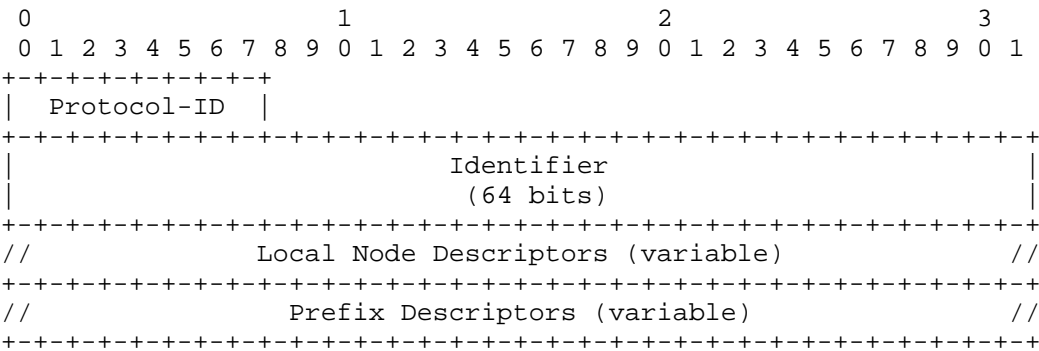 0                   1                   2                   3
 0 1 2 3 4 5 6 7 8 9 0 1 2 3 4 5 6 7 8 9 0 1 2 3 4 5 6 7 8 9 0 1
+-+-+-+-+-+-+-+-+
|  Protocol-ID  |
+-+-+-+-+-+-+-+-+-+-+-+-+-+-+-+-+-+-+-+-+-+-+-+-+-+-+-+-+-+-+-+-+
|                           Identifier                          |
|                            (64 bits)                          |
+-+-+-+-+-+-+-+-+-+-+-+-+-+-+-+-+-+-+-+-+-+-+-+-+-+-+-+-+-+-+-+-+
//              Local Node Descriptors (variable)              //
+-+-+-+-+-+-+-+-+-+-+-+-+-+-+-+-+-+-+-+-+-+-+-+-+-+-+-+-+-+-+-+-+
//                Prefix Descriptors (variable)                //
+-+-+-+-+-+-+-+-+-+-+-+-+-+-+-+-+-+-+-+-+-+-+-+-+-+-+-+-+-+-+-+-+